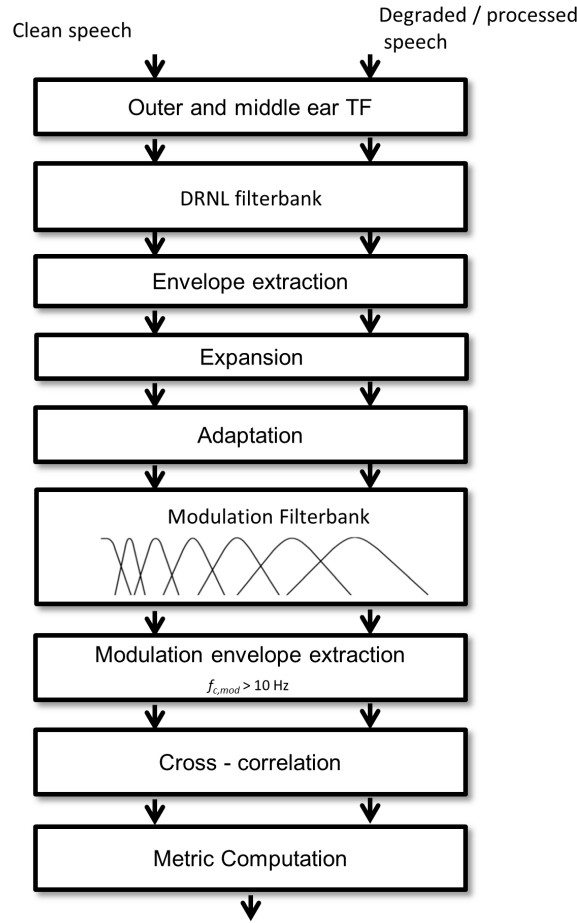 Clean speech
Degraded / processed
speech
Outer and middle ear TF
DRNL filterbank
Envelope extraction
Expansion
Adaptation
Modulation Filterbank
Modulation envelope extraction
f_c,mod > 10 Hz
Cross - correlation
Metric Computation